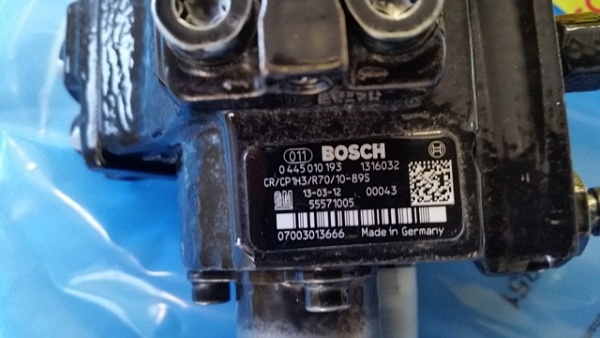 011 BOSCH
0 445 010 193 1316032
CR/CP1H3/R70/10-89S
GM 13-03-12 00043
55571005
07003013666 Made in Germany